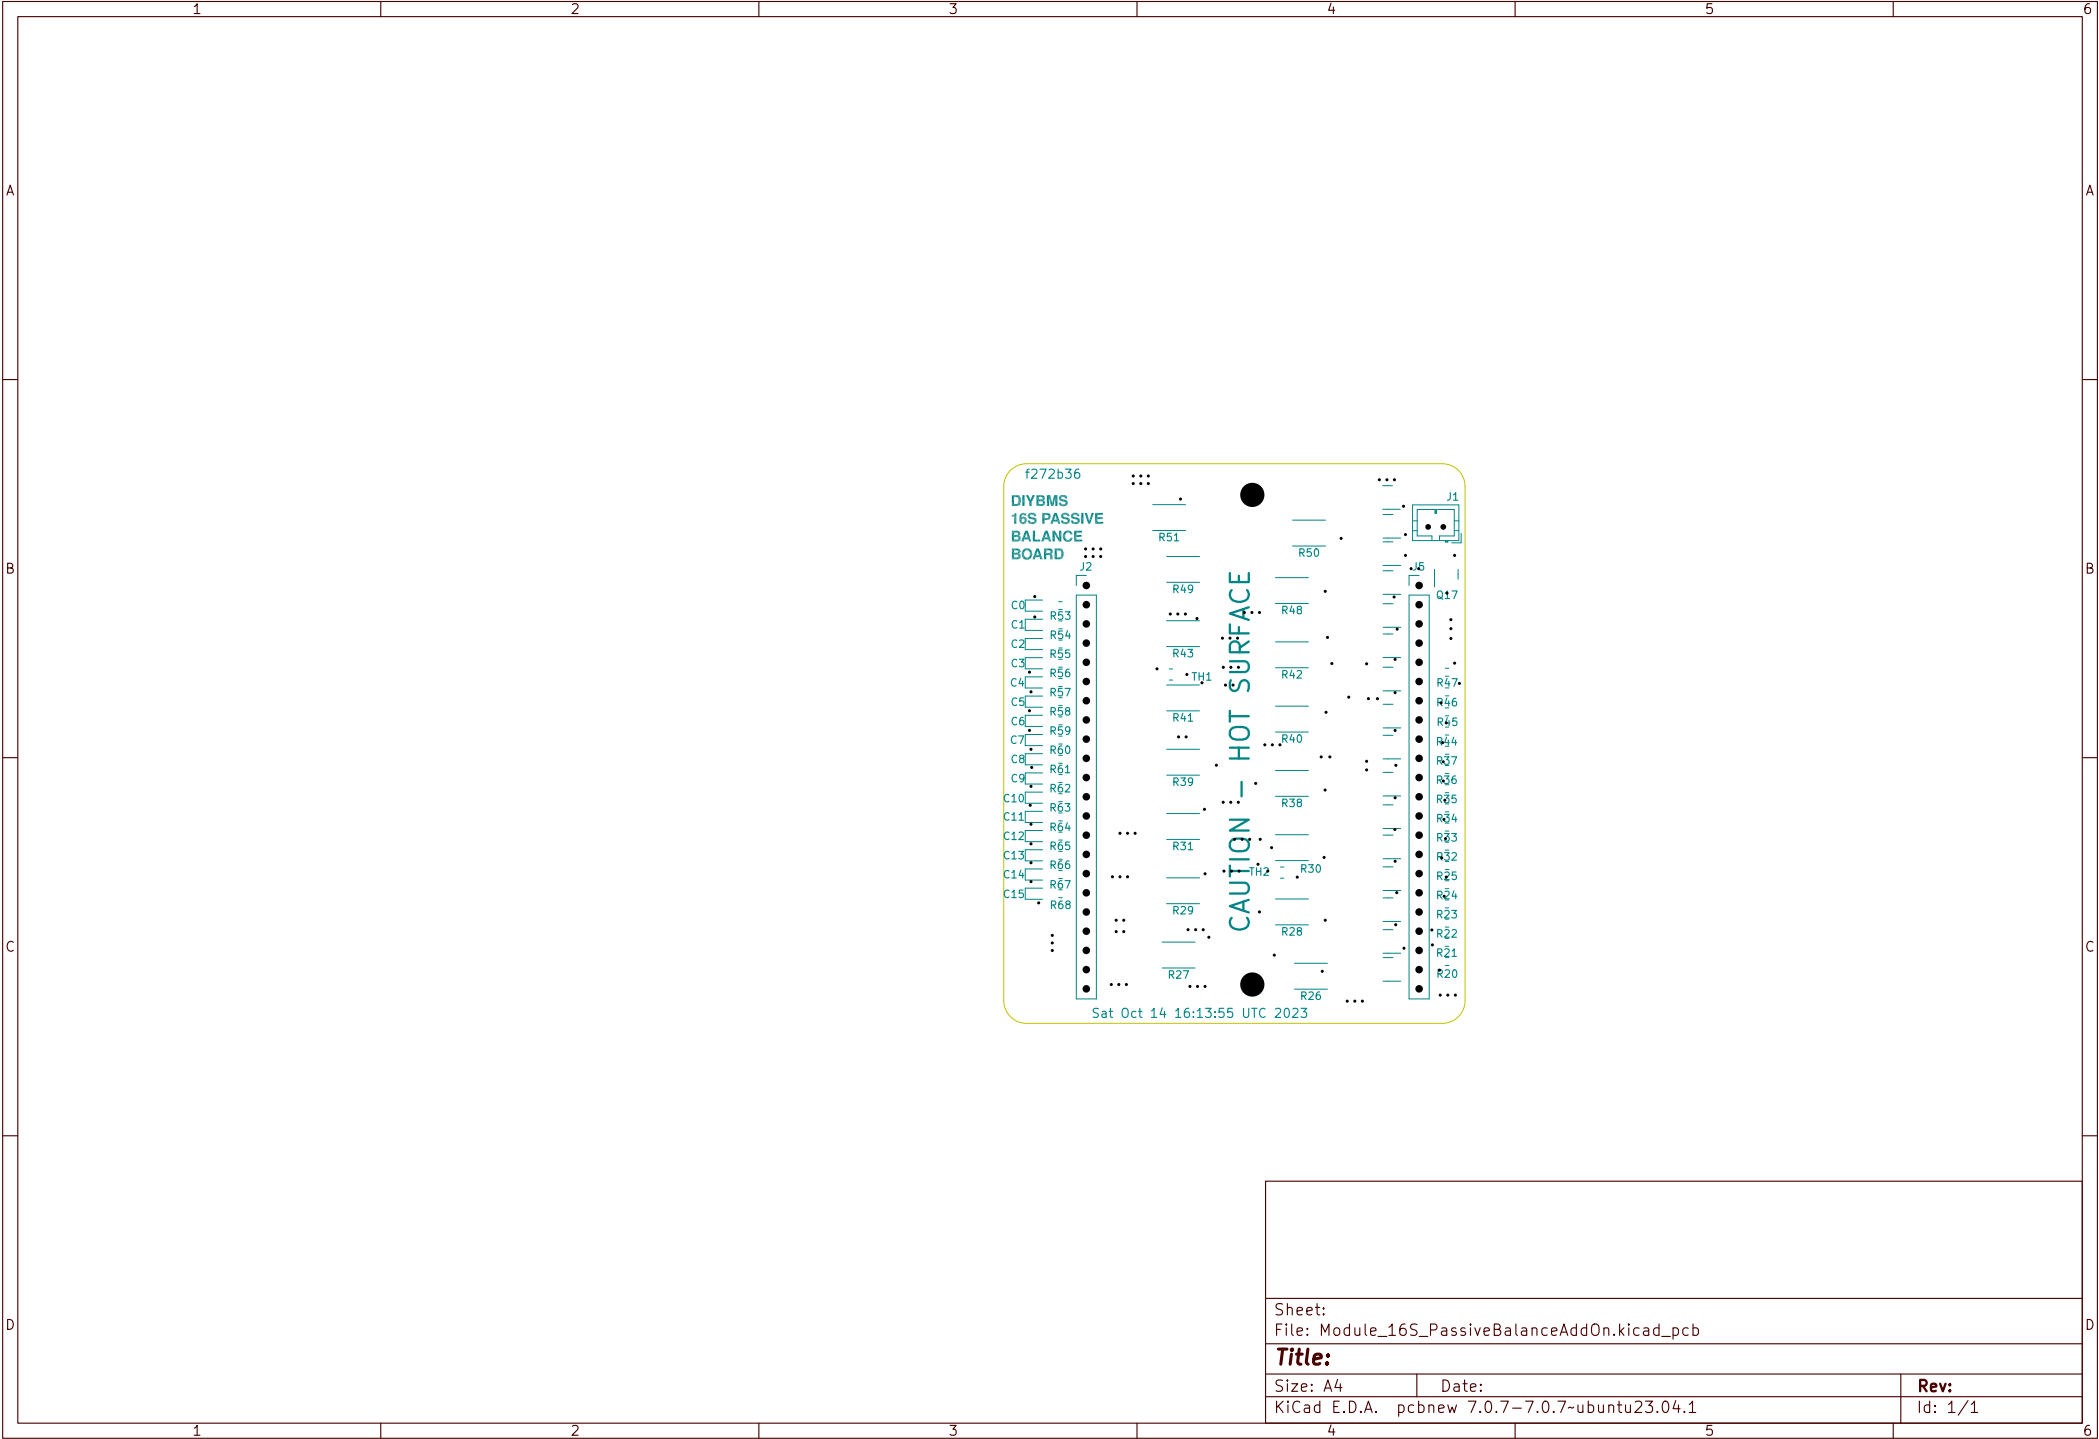 1 2 3 4 5 6
A A
f272b36
DIYBMS
16S PASSIVE
BALANCE
BOARD
J1
R51
R50
B B
J2 J5
R49
Q17
C0
R48
R53
C1
R54
C2
R43
R55
C3
R56
R42
TH1
C4
R47
R57
C5
R46
R58
R41
C6
R45
R59
C7
R40
R44
R60
C8
R37
R61
C9
R39
R36
R62
C10
R38
R35
R63
C11
R34
R64
C12
R33
R65
R31
C13
R32
R66
R30
TH2
C14
R25
R67
C15
R24
R68
R29
R23
R28
R22
C C
R21
R27
R20
R26
CAUTION - HOT SURFACE
Sat Oct 14 16:13:55 UTC 2023
Sheet:
File: Module_16S_PassiveBalanceAddOn.kicad_pcb
D D
Title:
Size: A4 Date: Rev:
KiCad E.D.A. pcbnew 7.0.7-7.0.7~ubuntu23.04.1 Id: 1/1
1 2 3 4 5 6